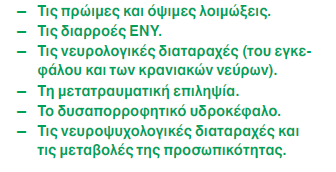 – Τις πρώιμες και όψιμες λοιμώξεις.
– Τις διαρροές ΕΝΥ.
– Τις νευρολογικές διαταραχές (του εγκε-
φάλου και των κρανιακών νεύρων).
– Τη μετατραυματική επιληψία.
– Το δυσαπορροφητικό υδροκέφαλο.
– Τις νευροψυχολογικές διαταραχές και
τις μεταβολές της προσωπικότητας.